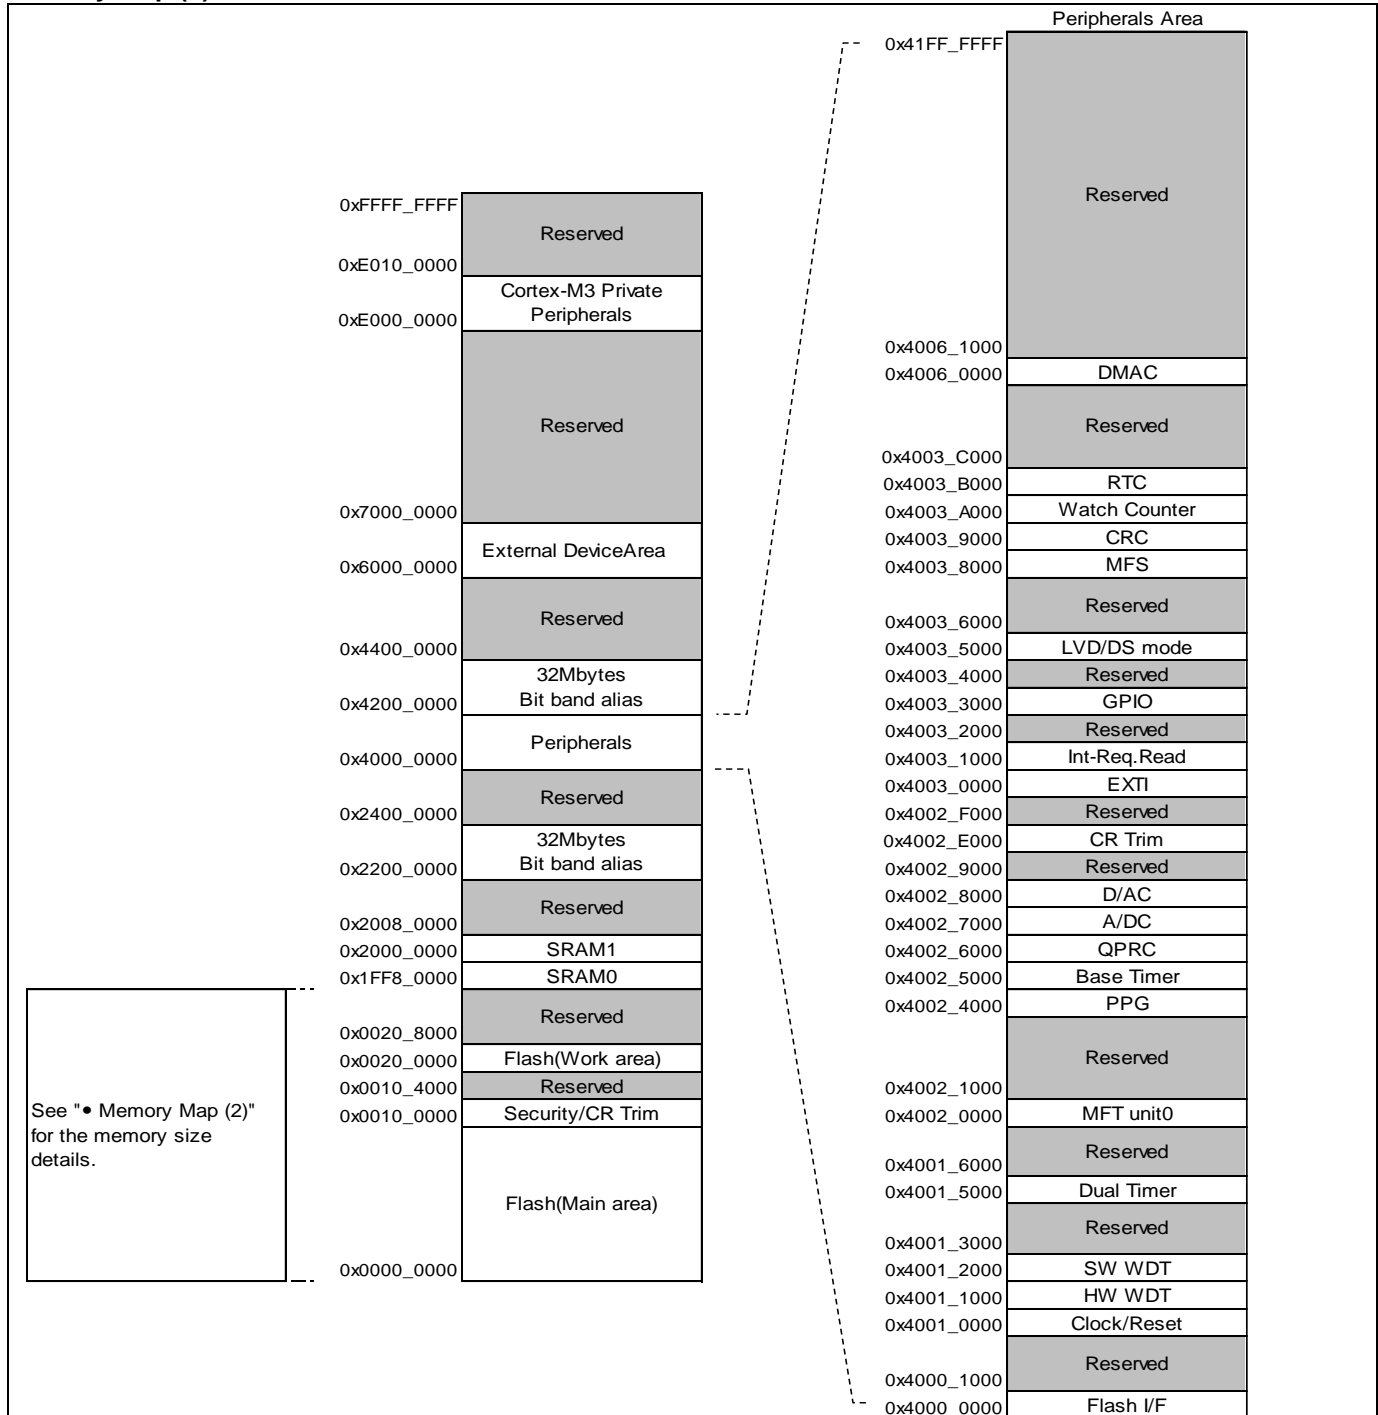 Peripherals Area
0x41FF_FFFF
Reserved
0x4006_1000
0x4006_0000 DMAC
Reserved
0x4003_C000
0x4003_B000 RTC
0x4003_A000 Watch Counter
0x4003_9000 CRC
0x4003_8000 MFS
Reserved
0x4003_6000
0x4003_5000 LVD/DS mode
0x4003_4000 Reserved
0x4003_3000 GPIO
0x4003_2000 Reserved
0x4003_1000 Int-Req.Read
0x4003_0000 EXTI
0x4002_F000 Reserved
0x4002_E000 CR Trim
0x4002_9000 Reserved
0x4002_8000 D/AC
0x4002_7000 A/DC
0x4002_6000 QPRC
0x4002_5000 Base Timer
0x4002_4000 PPG
Reserved
0x4002_1000
0x4002_0000 MFT unit0
Reserved
0x4001_6000
0x4001_5000 Dual Timer
Reserved
0x4001_3000
0x4001_2000 SW WDT
0x4001_1000 HW WDT
0x4001_0000 Clock/Reset
Reserved
0x4000_1000
0x4000_0000 Flash I/F
0xFFFF_FFFF
Reserved
0xE010_0000
Cortex-M3 Private
Peripherals
0xE000_0000
Reserved
0x7000_0000
External DeviceArea
0x6000_0000
Reserved
0x4400_0000
32Mbytes
Bit band alias
0x4200_0000
Peripherals
0x4000_0000
Reserved
0x2400_0000
32Mbytes
Bit band alias
0x2200_0000
Reserved
0x2008_0000
0x2000_0000 SRAM1
0x1FF8_0000 SRAM0
Reserved
0x0020_8000
0x0020_0000 Flash(Work area)
0x0010_4000 Reserved
0x0010_0000 Security/CR Trim
Flash(Main area)
0x0000_0000
See "● Memory Map (2)"
for the memory size
details.